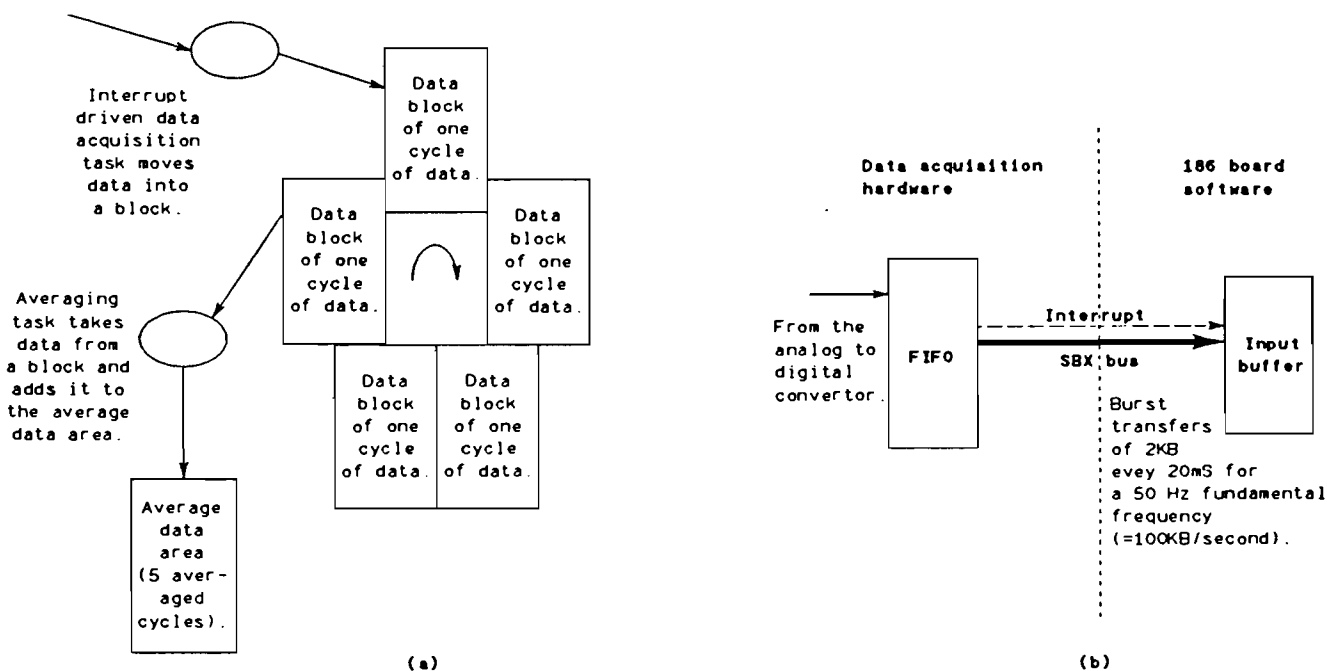 Interrupt
driven data
acquisition
task moves
data into
a block.
Data
block
of one
cycle
of data.
Data
block
of one
cycle
of data.
Data
block
of one
cycle
of data.
Averaging
task takes
data from
a block and
adds it to
the average
data area.
Data
block
of one
cycle
of data.
Data
block
of one
cycle
of data.
Average
data
area
(5 aver-
aged
cycles).
(a)
Data acquisition
hardware
186 board
software
From the
analog to
digital
convertor.
FIFO
Interrupt
SBX bus
Input
buffer
Burst
transfers
of 2KB
evey 20mS for
a 50 Hz fundamental
frequency
(=100KB/second).
(b)